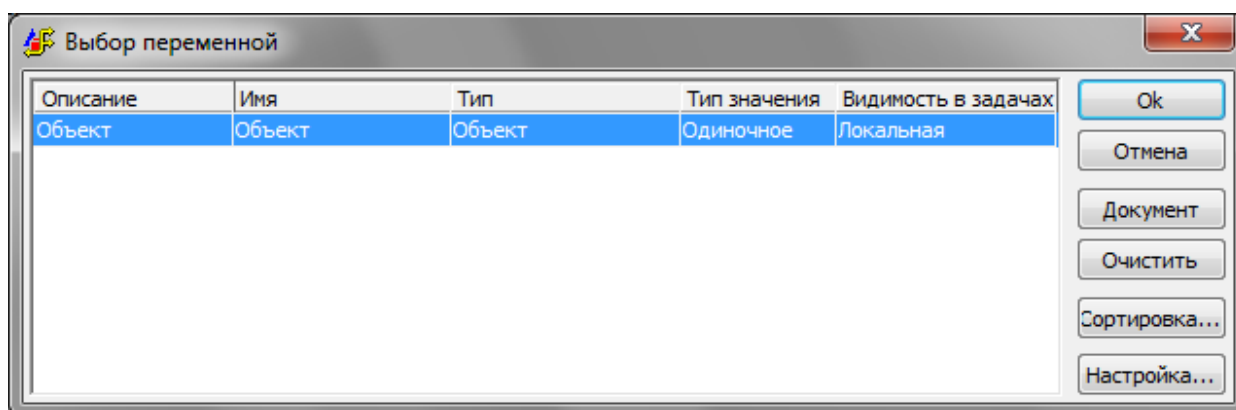 Выбор переменной
Описание Имя Тип Тип значения Видимость в задачах
Объект Объект Объект Одиночное Локальная
Ok
Отмена
Документ
Очистить
Сортировка...
Настройка...